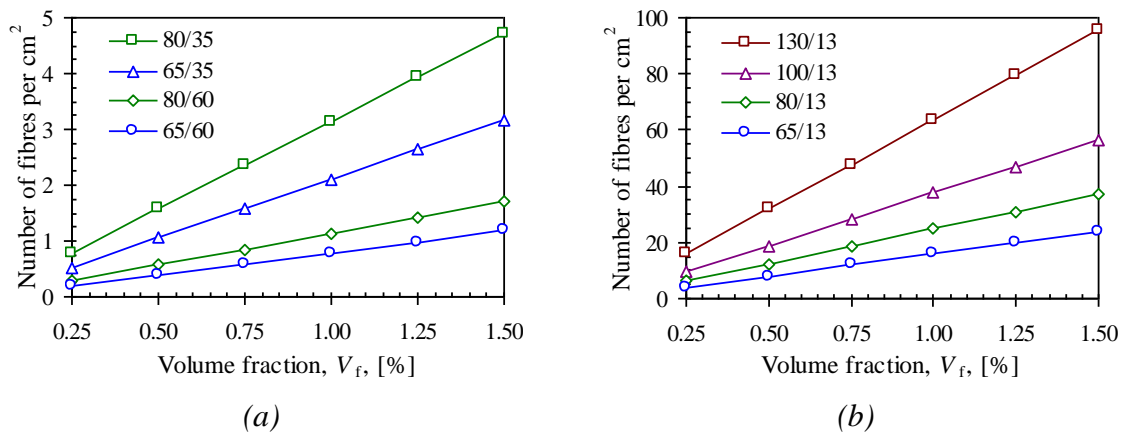 Number of fibres per cm2
5
4
3
2
1
0
80/35
65/35
80/60
65/60
0.25 0.50 0.75 1.00 1.25 1.50
Volume fraction, Vf, [%]
(a)
Number of fibres per cm2
100
80
60
40
20
0
130/13
100/13
80/13
65/13
0.25 0.50 0.75 1.00 1.25 1.50
Volume fraction, Vf, [%]
(b)